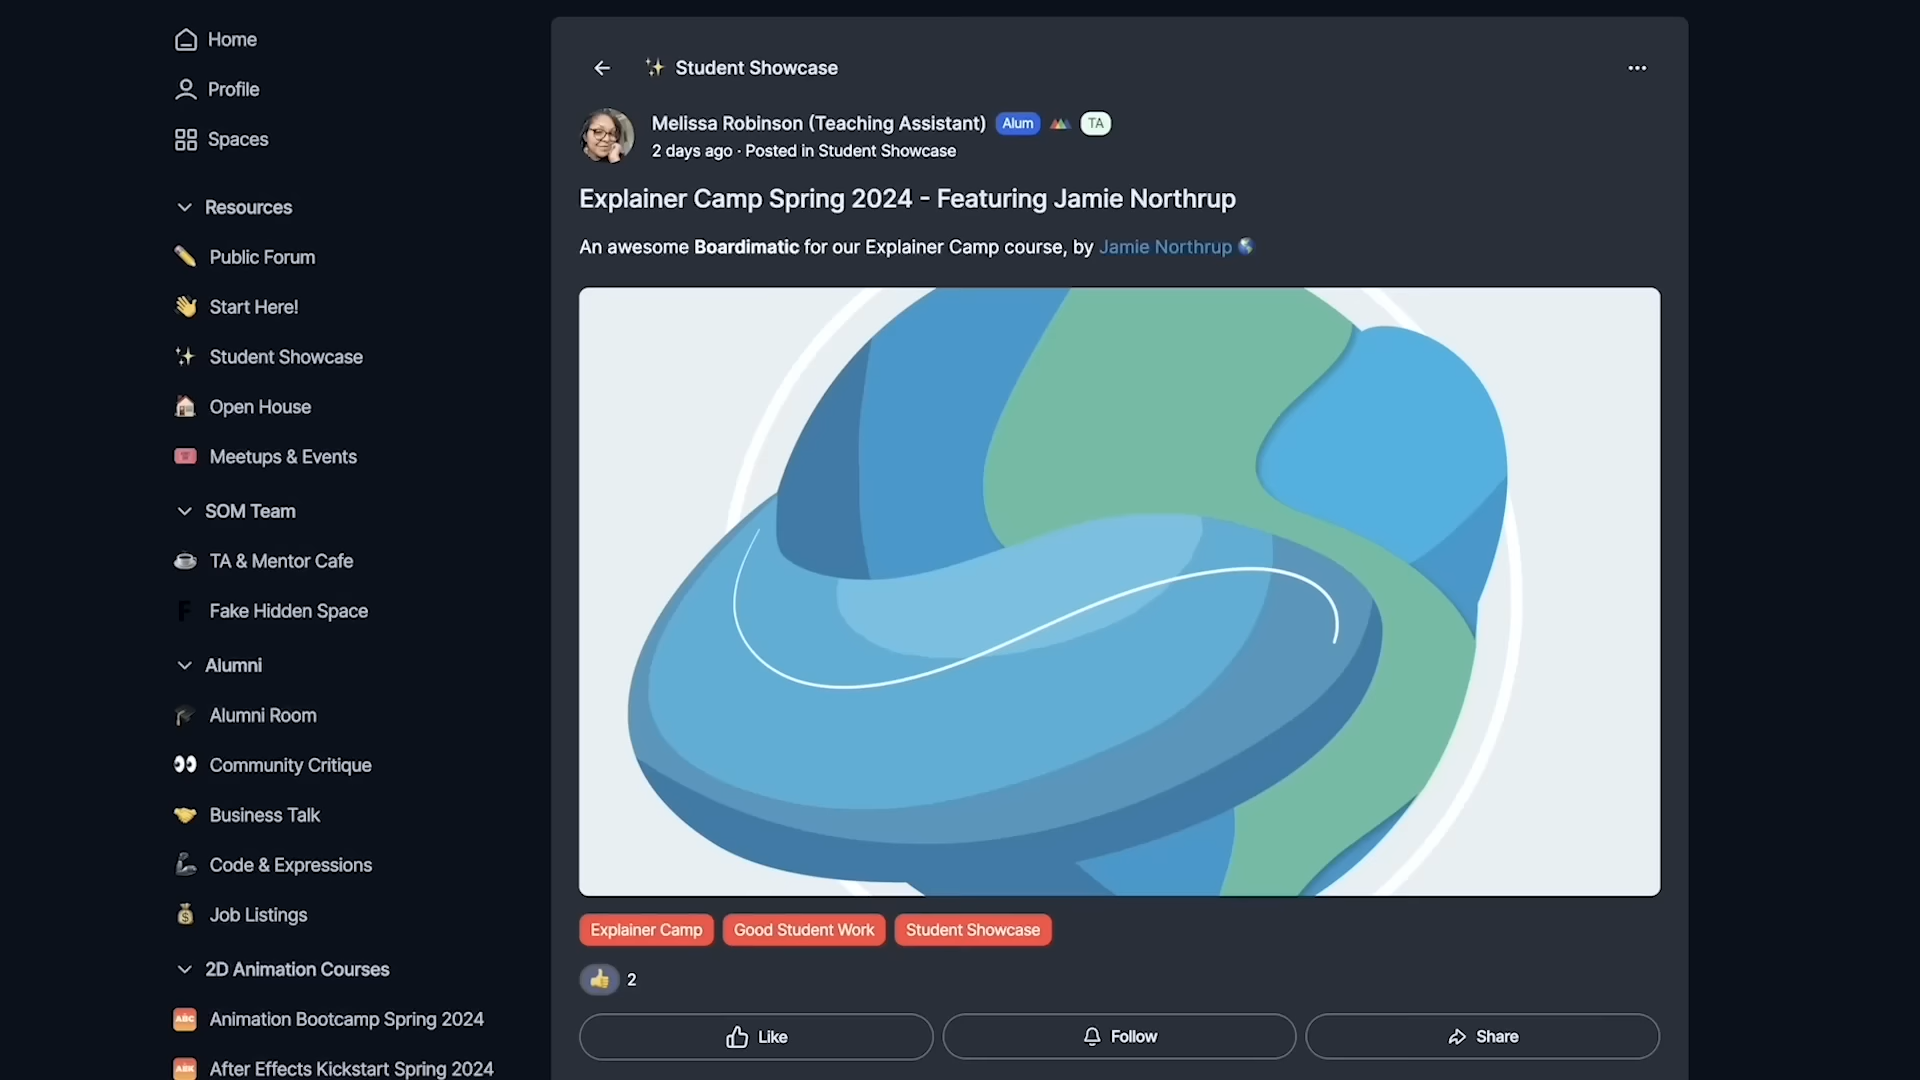 Home
Profile
Spaces
Resources
Public Forum
Start Here!
Student Showcase
Open House
Meetups & Events
SOM Team
TA & Mentor Cafe
F Fake Hidden Space
Alumni
Alumni Room
Community Critique
Business Talk
Code & Expressions
Job Listings
2D Animation Courses
ABC Animation Bootcamp Spring 2024
AEK After Effects Kickstart Spring 2024
Student Showcase
Melissa Robinson (Teaching Assistant) Alum TA
2 days ago · Posted in Student Showcase
Explainer Camp Spring 2024 - Featuring Jamie Northrup
An awesome Boardimatic for our Explainer Camp course, by Jamie Northrup
Explainer Camp Good Student Work Student Showcase
2
Like Follow Share